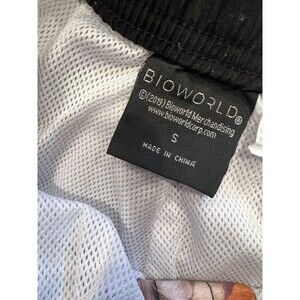 BIOWORLD®
©(2019) Bioworld Merchandising
www.bioworldcorp.com
S
MADE IN CHINA